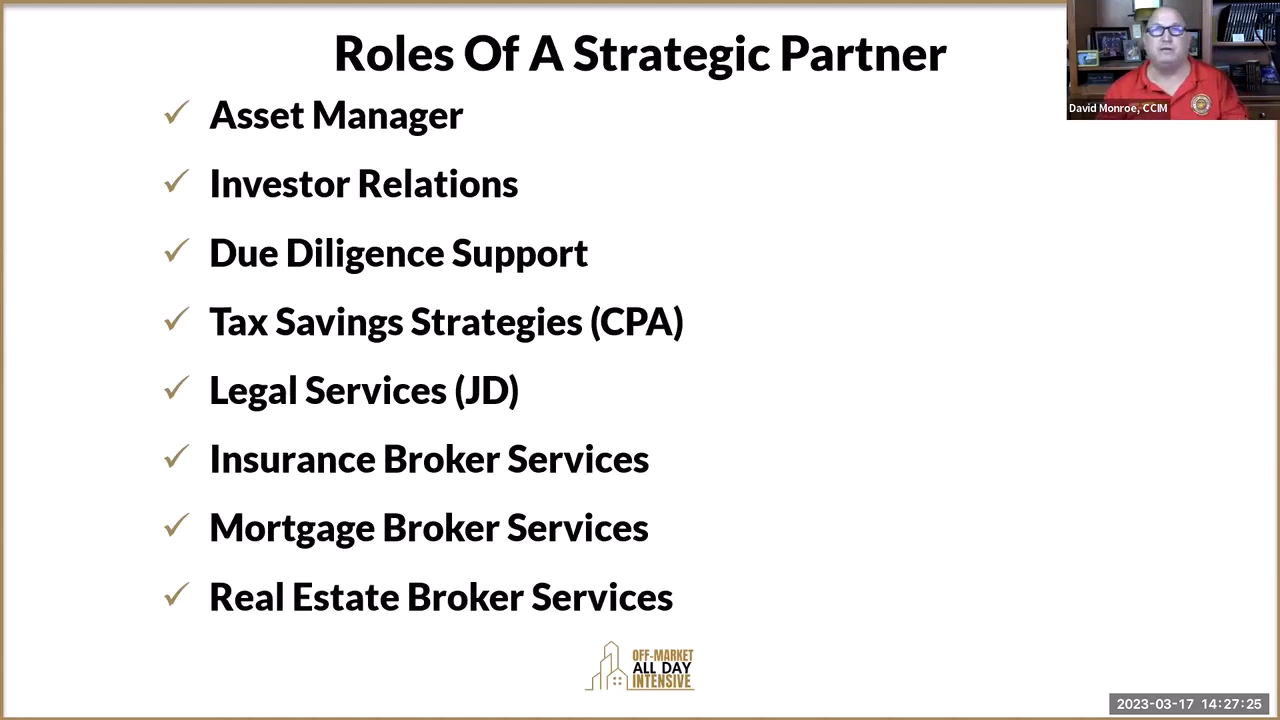 Roles Of A Strategic Partner
David Monroe, CCIM
Asset Manager
Investor Relations
Due Diligence Support
Tax Savings Strategies (CPA)
Legal Services (JD)
Insurance Broker Services
Mortgage Broker Services
Real Estate Broker Services
OFF-MARKET
ALL DAY
INTENSIVE
2023-03-17 14:27:25